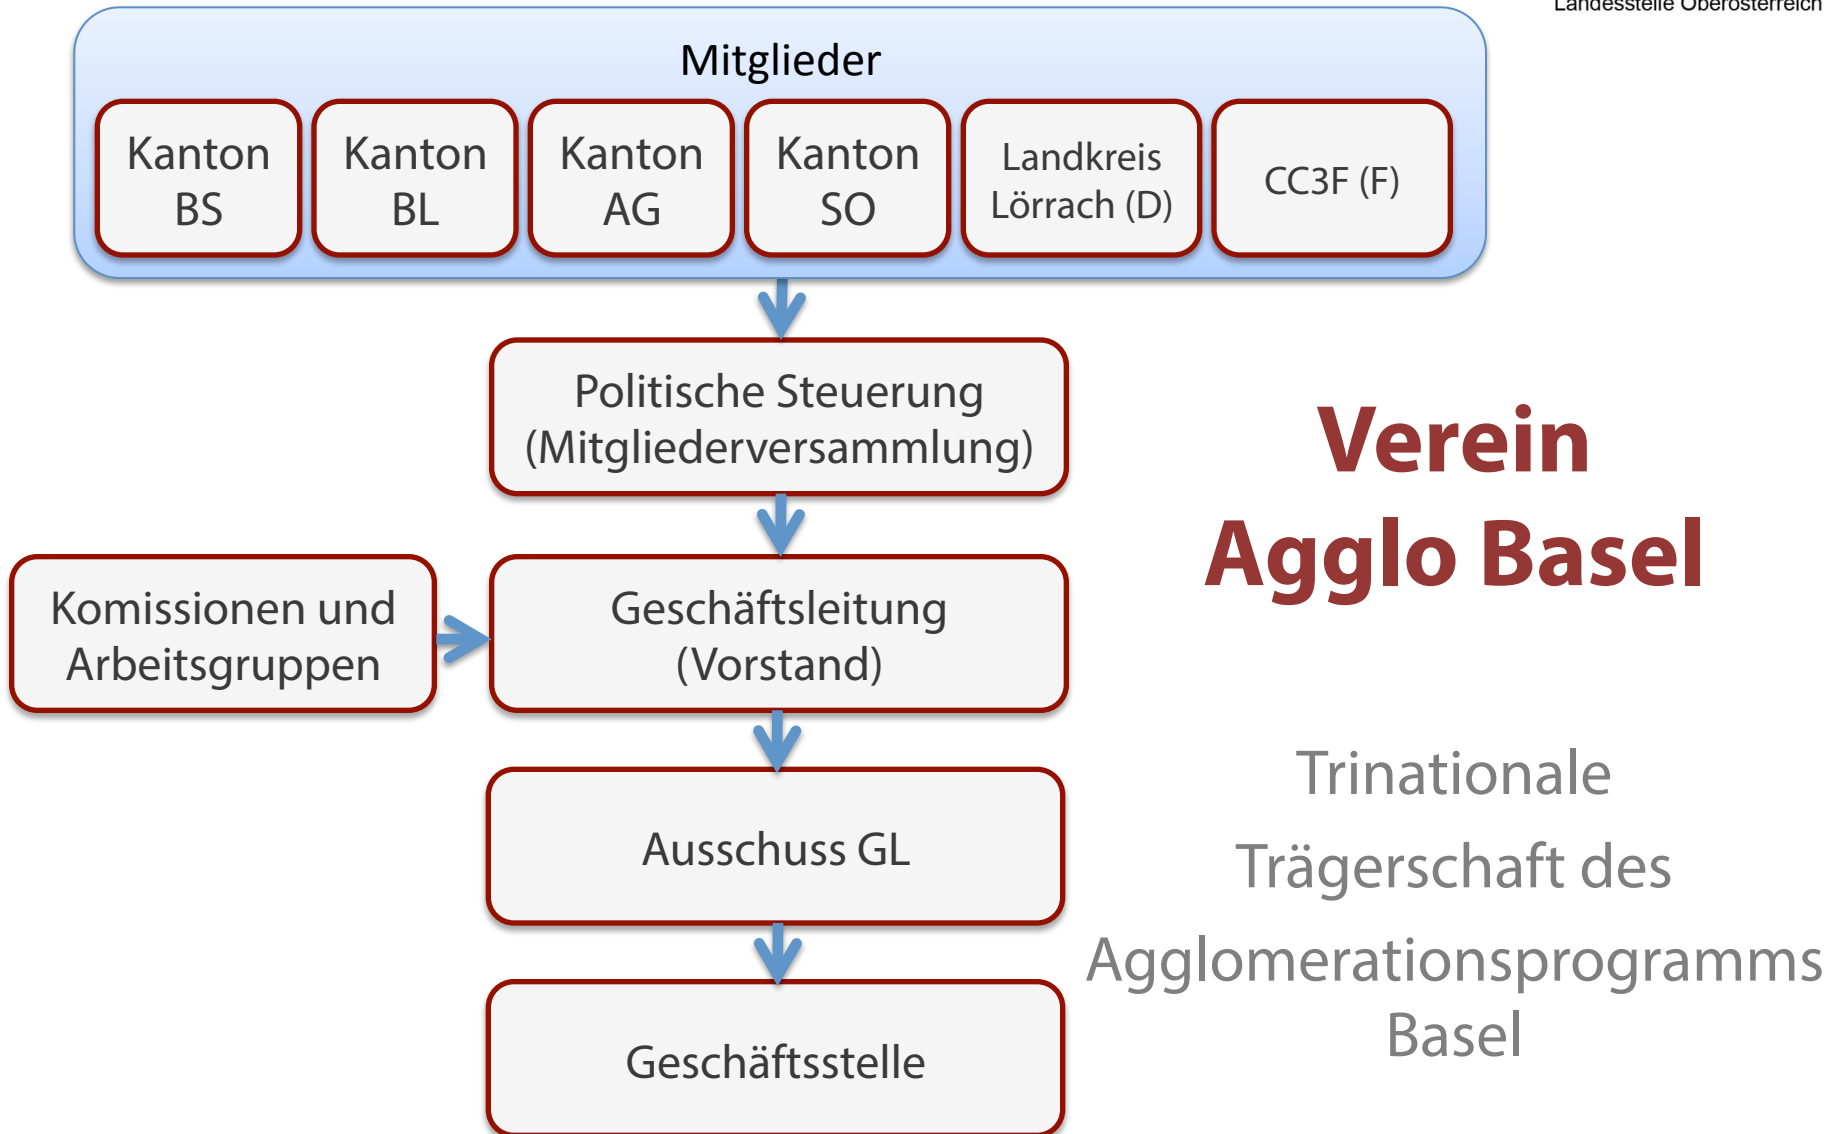 Landesstelle Oberösterreich
Mitglieder
Kanton
BS
Kanton
BL
Kanton
AG
Kanton
SO
Landkreis
Lörrach (D)
CC3F (F)
Politische Steuerung
(Mitgliederversammlung)
Verein
Agglo Basel
Komissionen und
Arbeitsgruppen
Geschäftsleitung
(Vorstand)
Ausschuss GL
Trinationale
Trägerschaft des
Agglomerationsprogramms
Basel
Geschäftsstelle